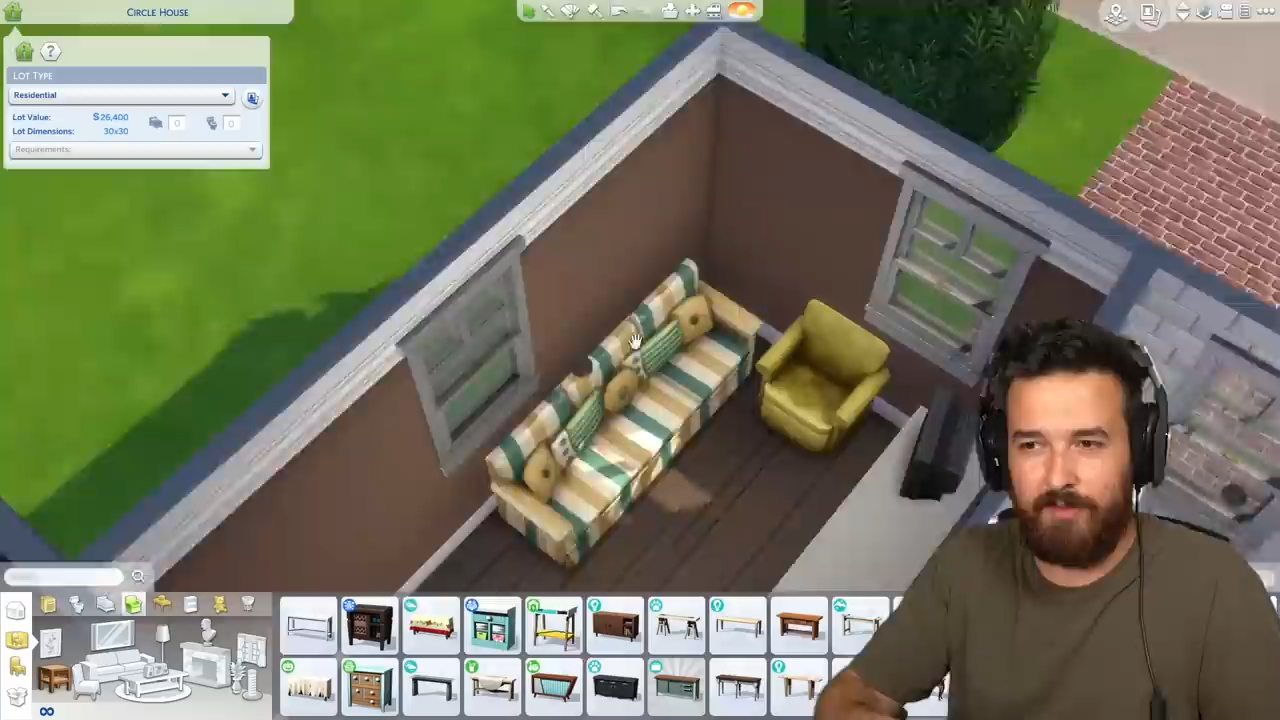 CIRCLE HOUSE
LOT TYPE
Residential
Lot Value: §26,400
0
0
Lot Dimensions: 30x30
Requirements: